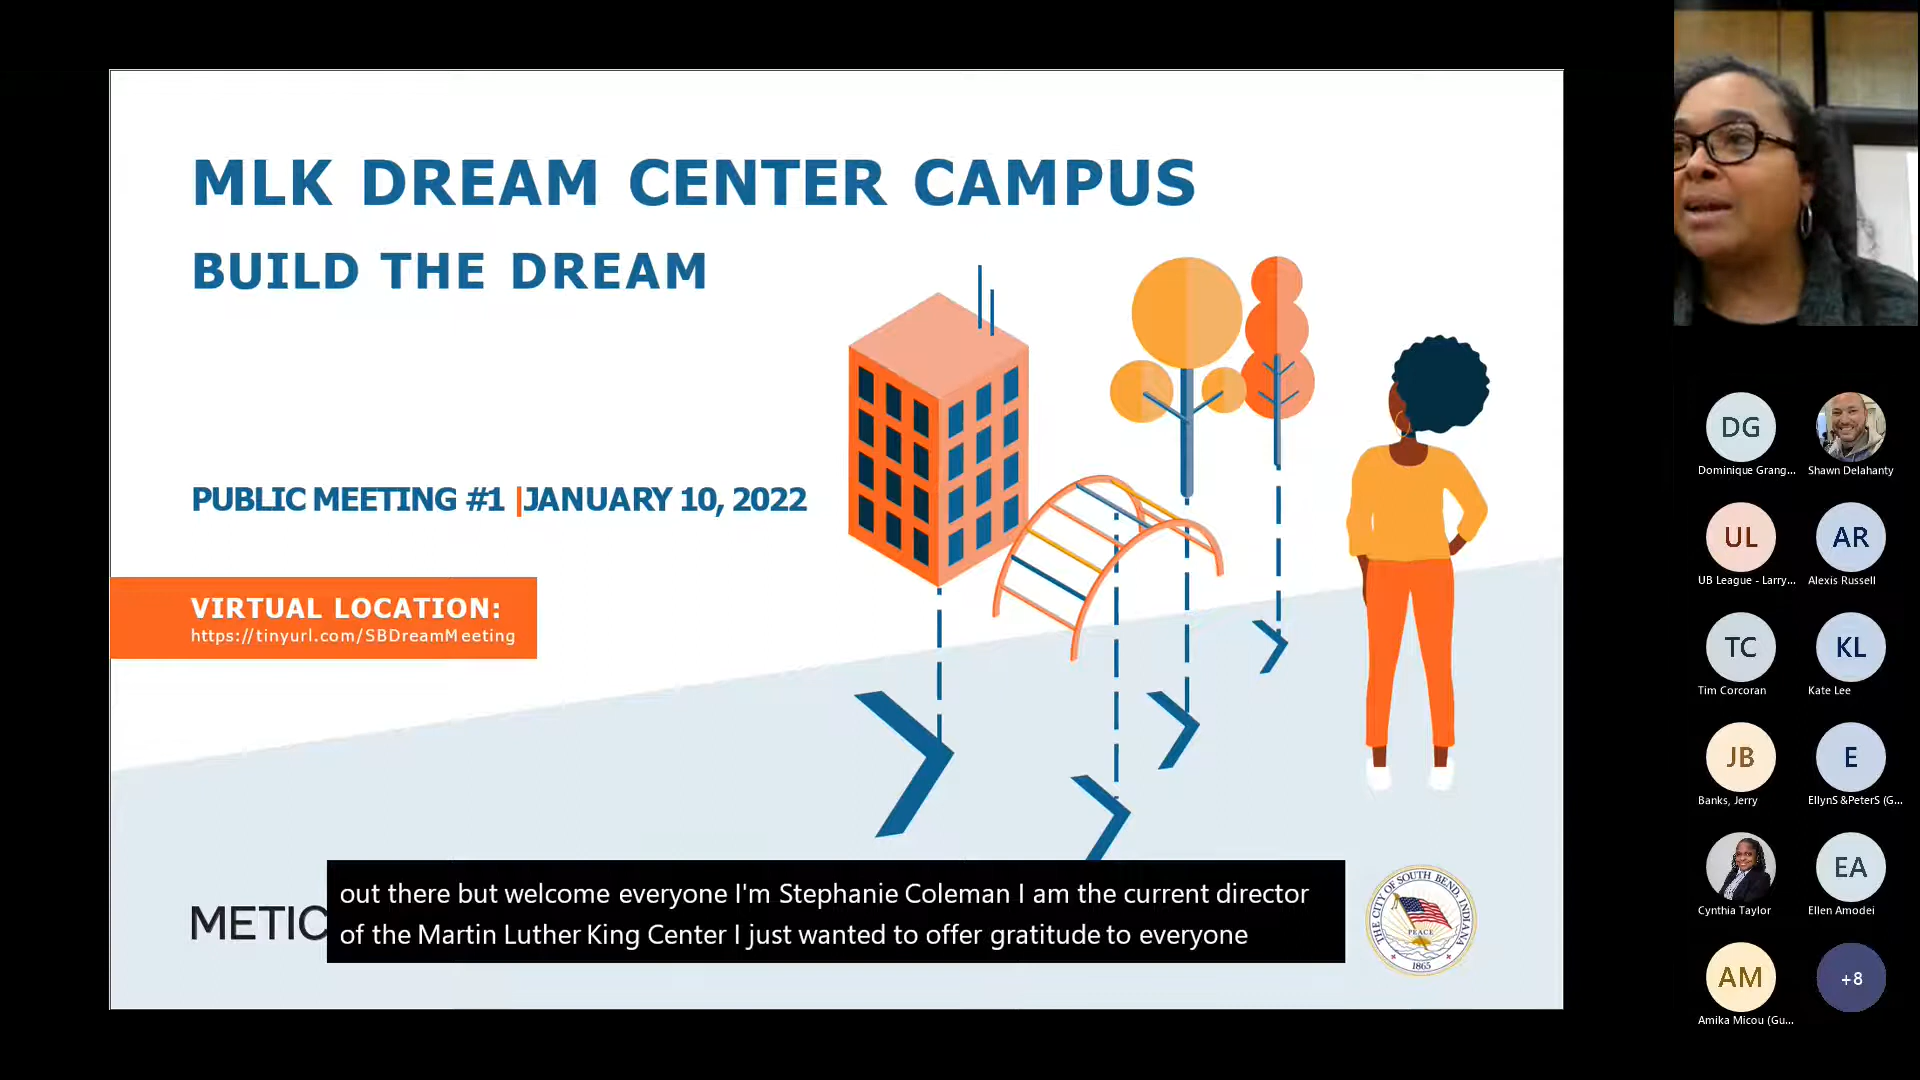 MLK DREAM CENTER CAMPUS
BUILD THE DREAM
PUBLIC MEETING #1 |JANUARY 10, 2022
VIRTUAL LOCATION:
https://tinyurl.com/SBDreamMeeting
METIC
out there but welcome everyone I'm Stephanie Coleman I am the current director
of the Martin Luther King Center I just wanted to offer gratitude to everyone
THE CITY OF SOUTH BEND, INDIANA
PEACE
1865
DG
Dominique Grang...
Shawn Delahanty
UL
UB League - Larry...
AR
Alexis Russell
TC
Tim Corcoran
KL
Kate Lee
JB
Banks, Jerry
E
EllynS &PeterS (G...
Cynthia Taylor
EA
Ellen Amodei
AM
Amika Micou (Gu...
+8